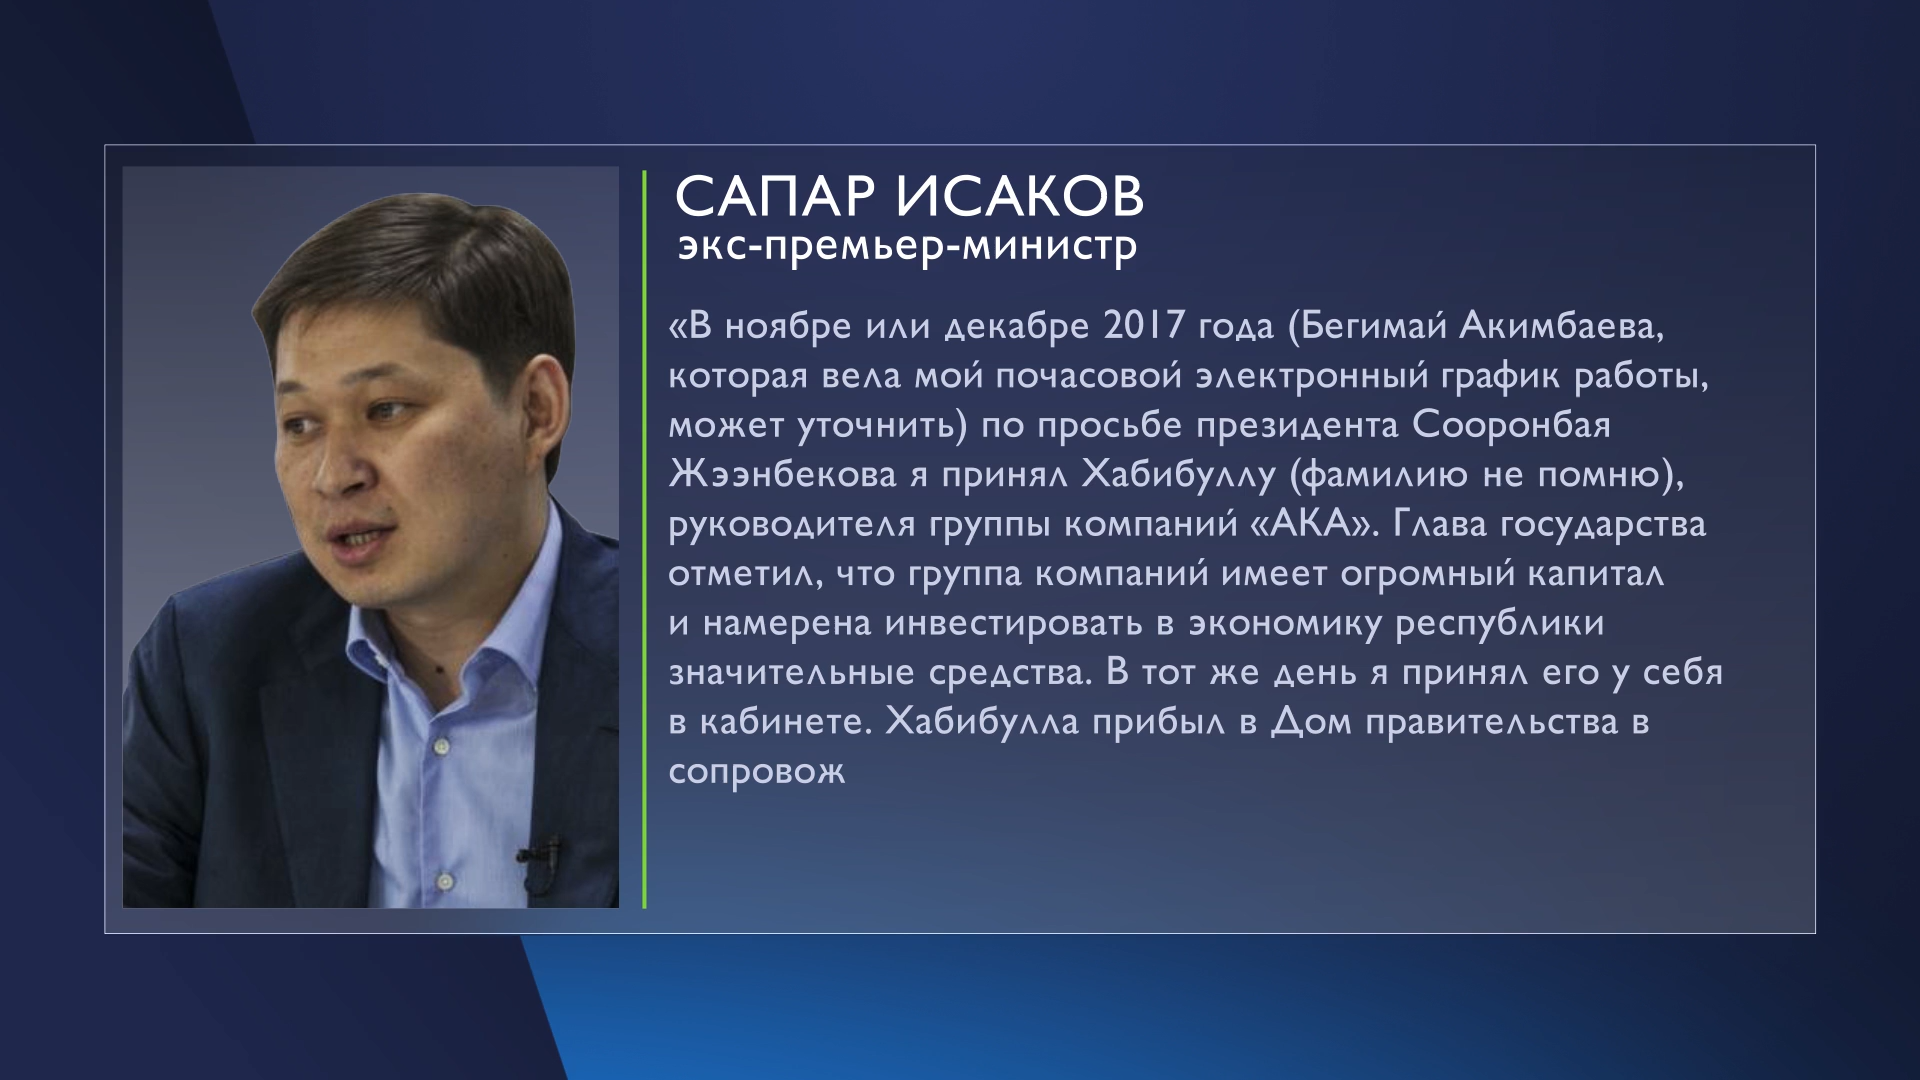 САПАР ИСАКОВ
экс-премьер-министр
«В ноябре или декабре 2017 года (Бегимай Акимбаева,
которая вела мой почасовой электронный график работы,
может уточнить) по просьбе президента Сооронбая
Жээнбекова я принял Хабибуллу (фамилию не помню),
руководителя группы компаний «АКА». Глава государства
отметил, что группа компаний имеет огромный капитал
и намерена инвестировать в экономику республики
значительные средства. В тот же день я принял его у себя
в кабинете. Хабибулла прибыл в Дом правительства в
сопровож